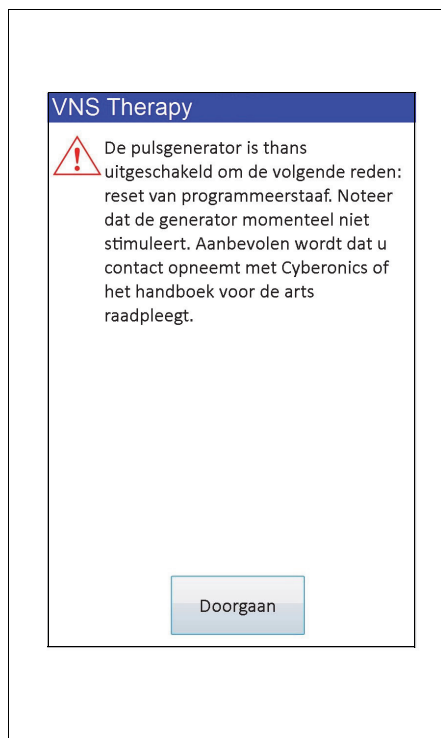 VNS Therapy
De pulsgenerator is thans
uitgeschakeld om de volgende reden:
reset van programmeerstaaf. Noteer
dat de generator momenteel niet
stimuleert. Aanbevolen wordt dat u
contact opneemt met Cyberonics of
het handboek voor de arts
raadpleegt.
Doorgaan